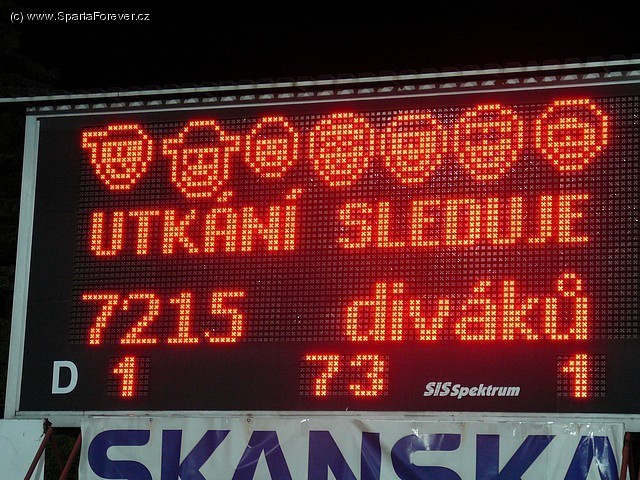 (c) www.SpartaForever.cz
UTKÁNÍ SLEDUJE
7215 diváků
D 1 73 1 SISSpektrum
SKANSKA